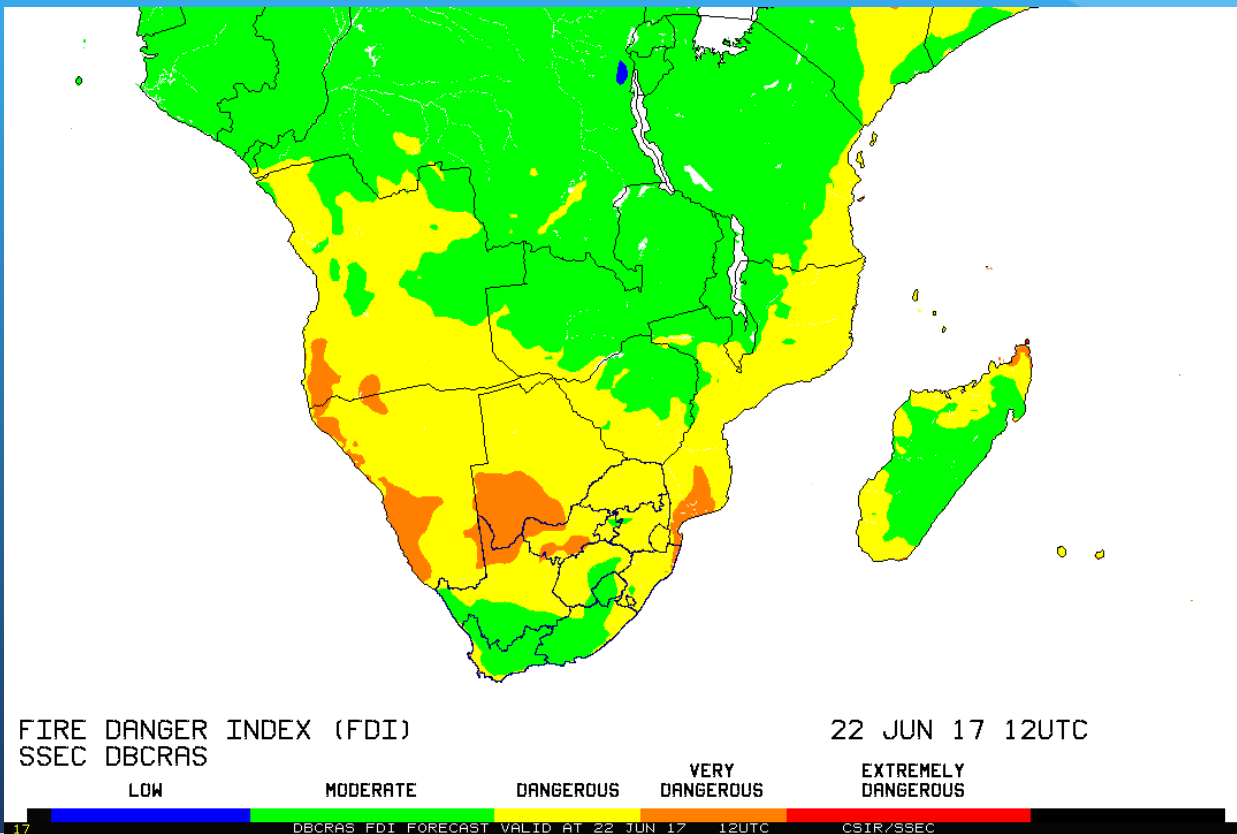 FIRE DANGER INDEX (FDI) 22 JUN 17 12UTC
SSEC DBCRAS
LOW MODERATE DANGEROUS VERY DANGEROUS EXTREMELY DANGEROUS
17 DBCRAS FDI FORECAST VALID AT 22 JUN 17 12UTC CSIR/SSEC